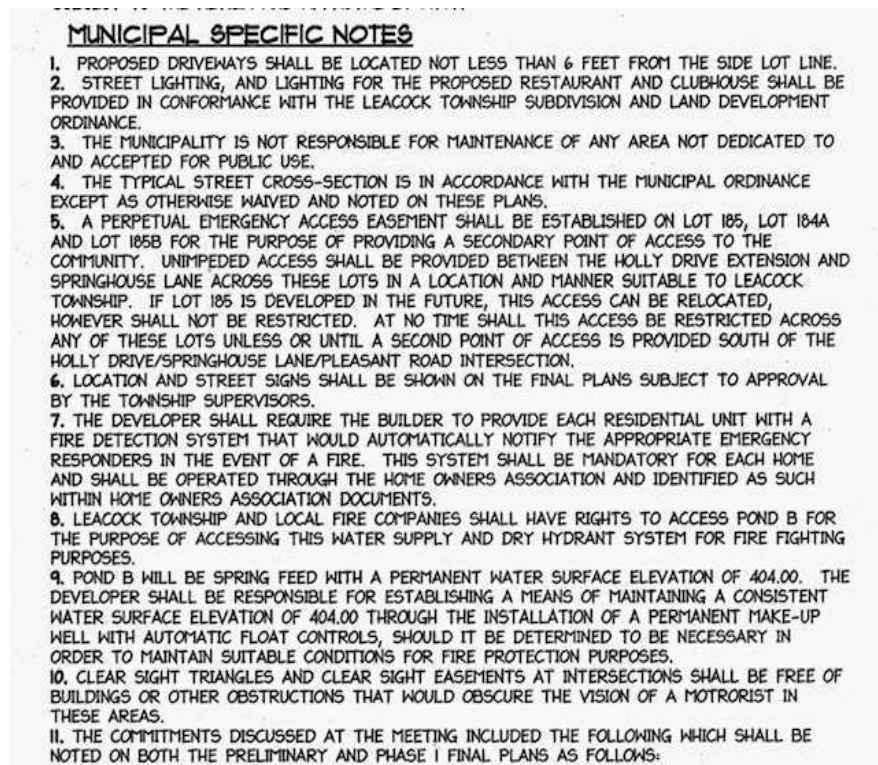 MUNICIPAL SPECIFIC NOTES
1. PROPOSED DRIVEWAYS SHALL BE LOCATED NOT LESS THAN 6 FEET FROM THE SIDE LOT LINE.
2. STREET LIGHTING, AND LIGHTING FOR THE PROPOSED RESTAURANT AND CLUBHOUSE SHALL BE
PROVIDED IN CONFORMANCE WITH THE LEACOCK TOWNSHIP SUBDIVISION AND LAND DEVELOPMENT
ORDINANCE.
3. THE MUNICIPALITY IS NOT RESPONSIBLE FOR MAINTENANCE OF ANY AREA NOT DEDICATED TO
AND ACCEPTED FOR PUBLIC USE.
4. THE TYPICAL STREET CROSS-SECTION IS IN ACCORDANCE WITH THE MUNICIPAL ORDINANCE
EXCEPT AS OTHERWISE WAIVED AND NOTED ON THESE PLANS.
5. A PERPETUAL EMERGENCY ACCESS EASEMENT SHALL BE ESTABLISHED ON LOT 185, LOT 184A
AND LOT 185B FOR THE PURPOSE OF PROVIDING A SECONDARY POINT OF ACCESS TO THE
COMMUNITY. UNIMPEDED ACCESS SHALL BE PROVIDED BETWEEN THE HOLLY DRIVE EXTENSION AND
SPRINGHOUSE LANE ACROSS THESE LOTS IN A LOCATION AND MANNER SUITABLE TO LEACOCK
TOWNSHIP. IF LOT 185 IS DEVELOPED IN THE FUTURE, THIS ACCESS CAN BE RELOCATED,
HOWEVER SHALL NOT BE RESTRICTED. AT NO TIME SHALL THIS ACCESS BE RESTRICTED ACROSS
ANY OF THESE LOTS UNLESS OR UNTIL A SECOND POINT OF ACCESS IS PROVIDED SOUTH OF THE
HOLLY DRIVE/SPRINGHOUSE LANE/PLEASANT ROAD INTERSECTION.
6. LOCATION AND STREET SIGNS SHALL BE SHOWN ON THE FINAL PLANS SUBJECT TO APPROVAL
BY THE TOWNSHIP SUPERVISORS.
7. THE DEVELOPER SHALL REQUIRE THE BUILDER TO PROVIDE EACH RESIDENTIAL UNIT WITH A
FIRE DETECTION SYSTEM THAT WOULD AUTOMATICALLY NOTIFY THE APPROPRIATE EMERGENCY
RESPONDERS IN THE EVENT OF A FIRE. THIS SYSTEM SHALL BE MANDATORY FOR EACH HOME
AND SHALL BE OPERATED THROUGH THE HOME OWNERS ASSOCIATION AND IDENTIFIED AS SUCH
WITHIN HOME OWNERS ASSOCIATION DOCUMENTS.
8. LEACOCK TOWNSHIP AND LOCAL FIRE COMPANIES SHALL HAVE RIGHTS TO ACCESS POND B FOR
THE PURPOSE OF ACCESSING THIS WATER SUPPLY AND DRY HYDRANT SYSTEM FOR FIRE FIGHTING
PURPOSES.
9. POND B WILL BE SPRING FEED WITH A PERMANENT WATER SURFACE ELEVATION OF 404.00. THE
DEVELOPER SHALL BE RESPONSIBLE FOR ESTABLISHING A MEANS OF MAINTAINING A CONSISTENT
WATER SURFACE ELEVATION OF 404.00 THROUGH THE INSTALLATION OF A PERMANENT MAKE-UP
WELL WITH AUTOMATIC FLOAT CONTROLS, SHOULD IT BE DETERMINED TO BE NECESSARY IN
ORDER TO MAINTAIN SUITABLE CONDITIONS FOR FIRE PROTECTION PURPOSES.
10. CLEAR SIGHT TRIANGLES AND CLEAR SIGHT EASEMENTS AT INTERSECTIONS SHALL BE FREE OF
BUILDINGS OR OTHER OBSTRUCTIONS THAT WOULD OBSCURE THE VISION OF A MOTRORIST IN
THESE AREAS.
11. THE COMMITMENTS DISCUSSED AT THE MEETING INCLUDED THE FOLLOWING WHICH SHALL BE
NOTED ON BOTH THE PRELIMINARY AND PHASE I FINAL PLANS AS FOLLOWS: